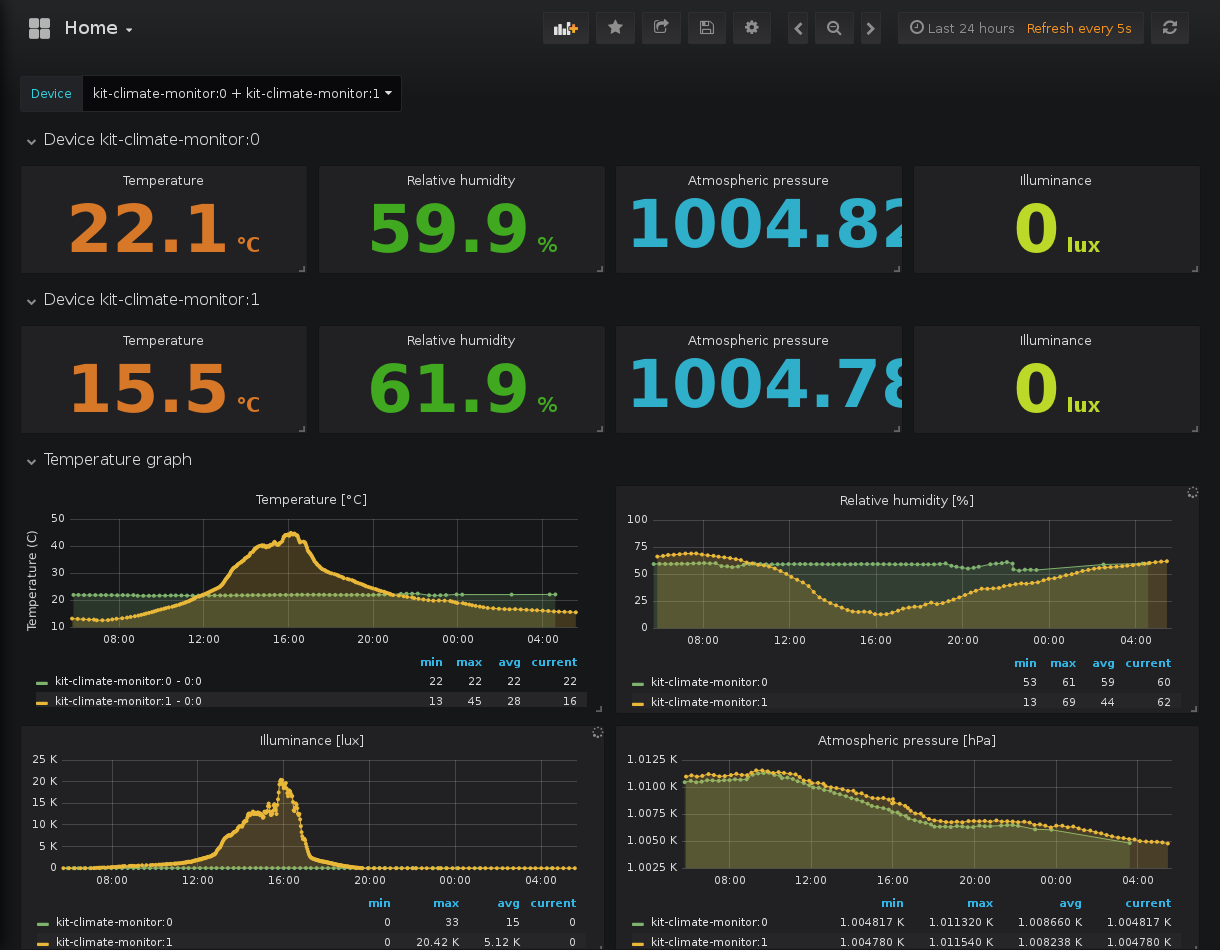 Home
Last 24 hours Refresh every 5s
Device kit-climate-monitor:0 + kit-climate-monitor:1
Device kit-climate-monitor:0
Temperature Relative humidity Atmospheric pressure Illuminance
22.1 °C 59.9 % 1004.82 0 lux
Device kit-climate-monitor:1
Temperature Relative humidity Atmospheric pressure Illuminance
15.5 °C 61.9 % 1004.78 0 lux
Temperature graph
Temperature [°C]
Temperature (C)
50
40
30
20
10
08:00 12:00 16:00 20:00 00:00 04:00
min max avg current
kit-climate-monitor:0 - 0:0 22 22 22 22
kit-climate-monitor:1 - 0:0 13 45 28 16
Relative humidity [%]
100
75
50
25
0
08:00 12:00 16:00 20:00 00:00 04:00
min max avg current
kit-climate-monitor:0 53 61 59 60
kit-climate-monitor:1 13 69 44 62
Illuminance [lux]
25 K
20 K
15 K
10 K
5 K
0
08:00 12:00 16:00 20:00 00:00 04:00
min max avg current
kit-climate-monitor:0 0 33 15 0
kit-climate-monitor:1 0 20.42 K 5.12 K 0
Atmospheric pressure [hPa]
1.0125 K
1.0100 K
1.0075 K
1.0050 K
1.0025 K
08:00 12:00 16:00 20:00 00:00 04:00
min max avg current
kit-climate-monitor:0 1.004817 K 1.011320 K 1.008660 K 1.004817 K
kit-climate-monitor:1 1.004780 K 1.011540 K 1.008238 K 1.004780 K